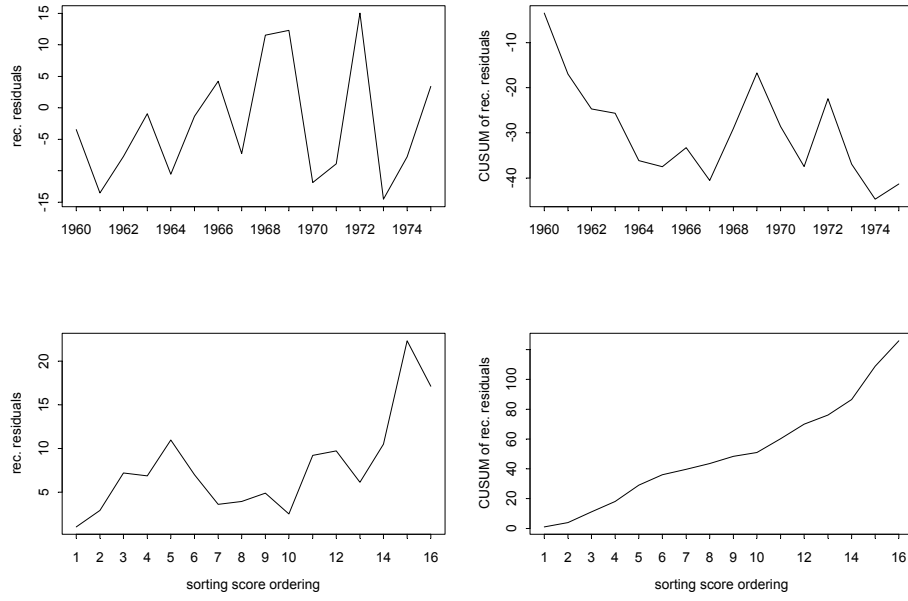 rec. residuals
15
10
5
0
-5
-15
1960 1962 1964 1966 1968 1970 1972 1974
CUSUM of rec. residuals
-10
-20
-30
-40
1960 1962 1964 1966 1968 1970 1972 1974
rec. residuals
20
15
10
5
1 2 3 4 5 6 7 8 9 10 12 14 16
sorting score ordering
CUSUM of rec. residuals
100
80
60
40
20
0
1 2 3 4 5 6 7 8 9 10 12 14 16
sorting score ordering